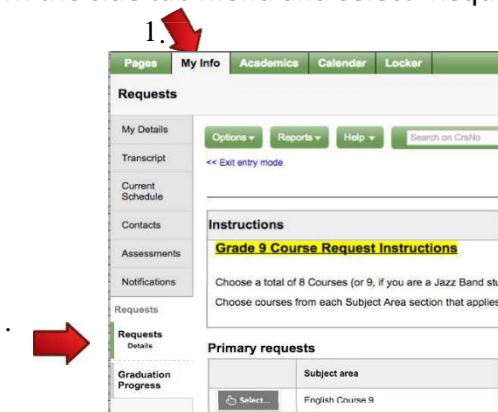 1.
Pages My Info Academics Calendar Locker
Requests
My Details
Options Reports Help Search on CrsNo
Transcript
<< Exit entry mode
Current
Schedule
Contacts
Instructions
Assessments
Grade 9 Course Request Instructions
Notifications
Choose a total of 8 Courses (or 9, if you are a Jazz Band
Choose courses from each Subject Area section that applies
Requests
Requests
Details
Primary requests
Graduation
Progress
Subject area
Select...
English Course 9